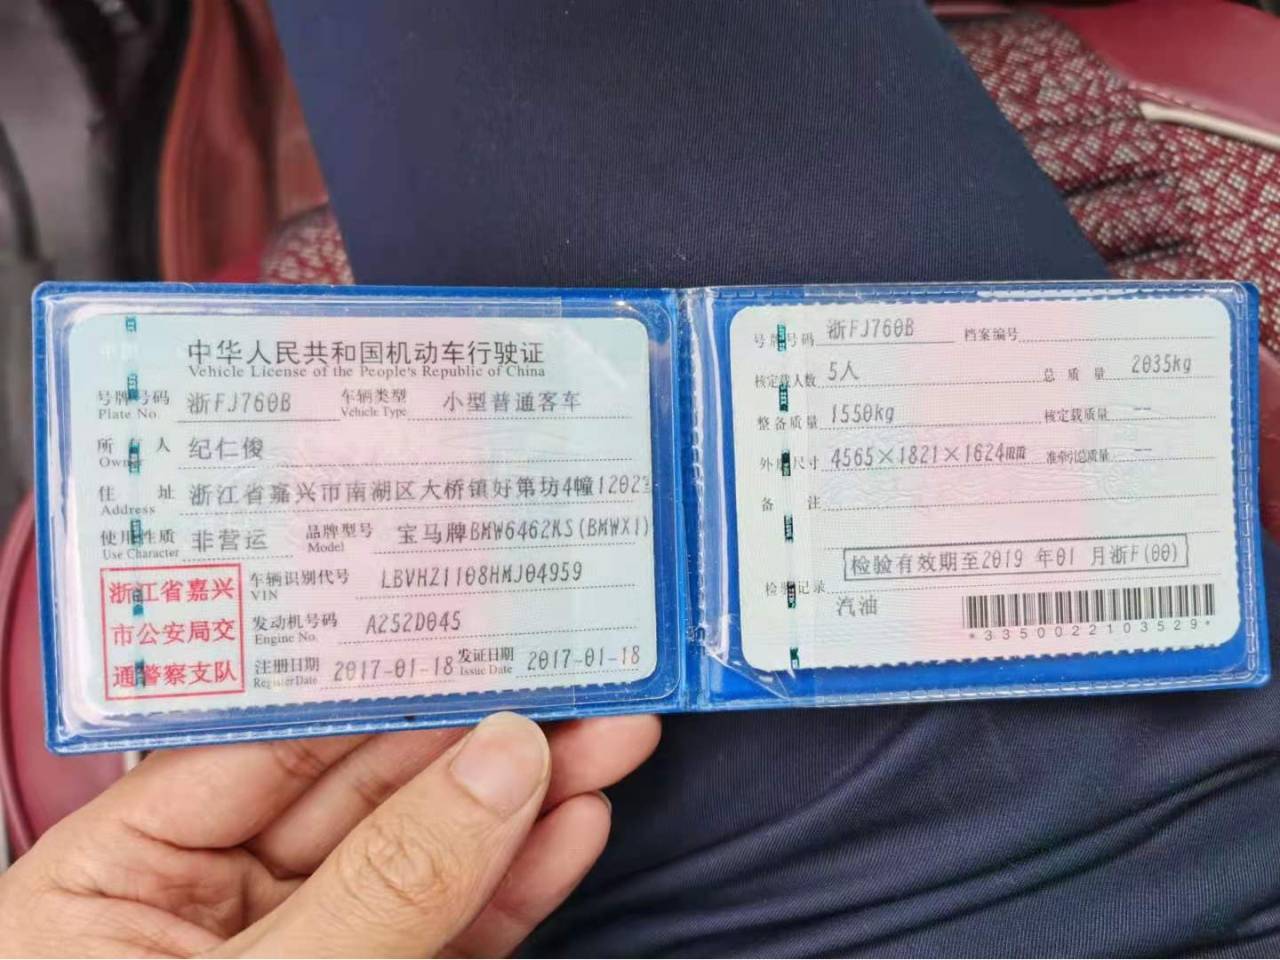 中华人民共和国机动车行驶证
Vehicle License of the People's Republic of China
号牌号码 浙FJ760B 车辆类型 小型普通客车
Plate No. Vehicle Type
所有人 纪仁俊
Owner
住址 浙江省嘉兴市南湖区大桥镇好第坊4幢1202室
Address
使用性质 非营运 品牌型号 宝马牌BMW6462KS(BMWX1)
Use Character Model
浙江省嘉兴市公安局交通警察支队
车辆识别代号 LBVHZ1108HMJ04959
VIN
发动机号码 A252D045
Engine No.
注册日期 2017-01-18 发证日期 2017-01-18
Register Date Issue Date
号牌号码 浙FJ760B 档案编号
核定载人数 5人 总质量 2035kg
整备质量 1550kg 核定载质量 --
外廓尺寸 4565×1821×1624mm 准牵引总质量 --
备注
检验有效期至2019 年01 月浙F(00)
检验记录
汽油
*3350022103529*